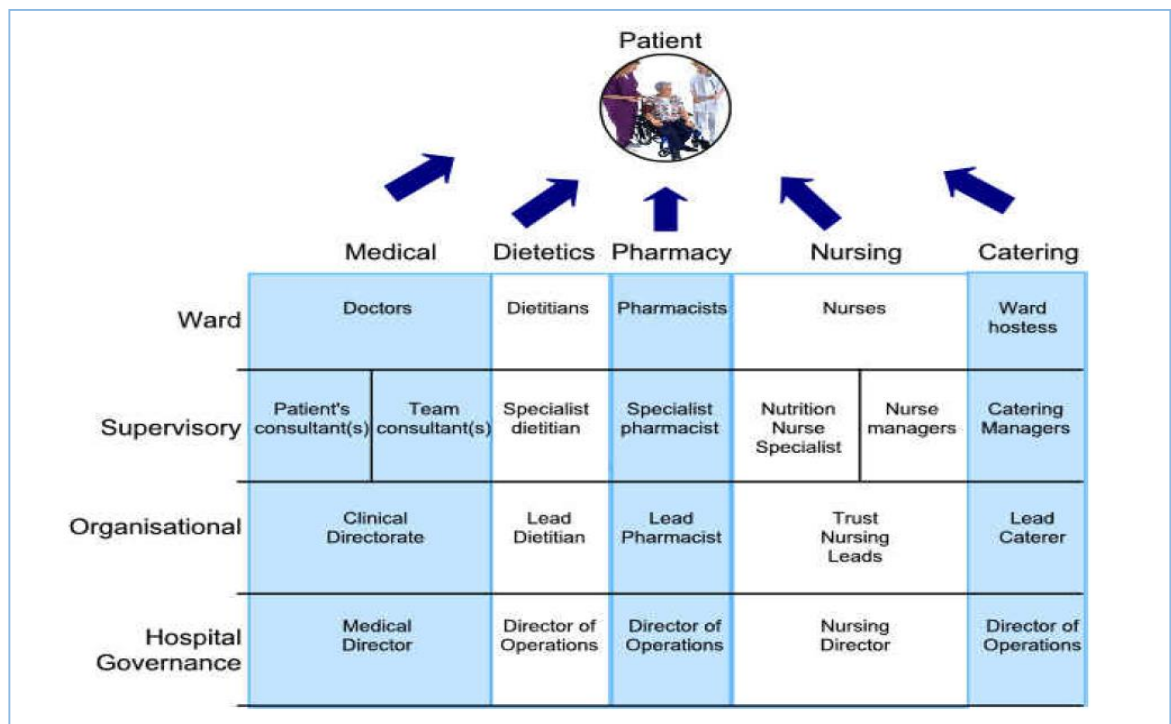 Patient
Medical
Dietetics
Pharmacy
Nursing
Catering
Ward
Doctors
Dietitians
Pharmacists
Nurses
Ward
hostess
Supervisory
Patient's
consultant(s)
Team
consultant(s)
Specialist
dietitian
Specialist
pharmacist
Nutrition
Nurse
Specialist
Nurse
managers
Catering
Managers
Organisational
Clinical
Directorate
Lead
Dietitian
Lead
Pharmacist
Trust
Nursing
Leads
Lead
Caterer
Hospital
Governance
Medical
Director
Director of
Operations
Director of
Operations
Nursing
Director
Director of
Operations